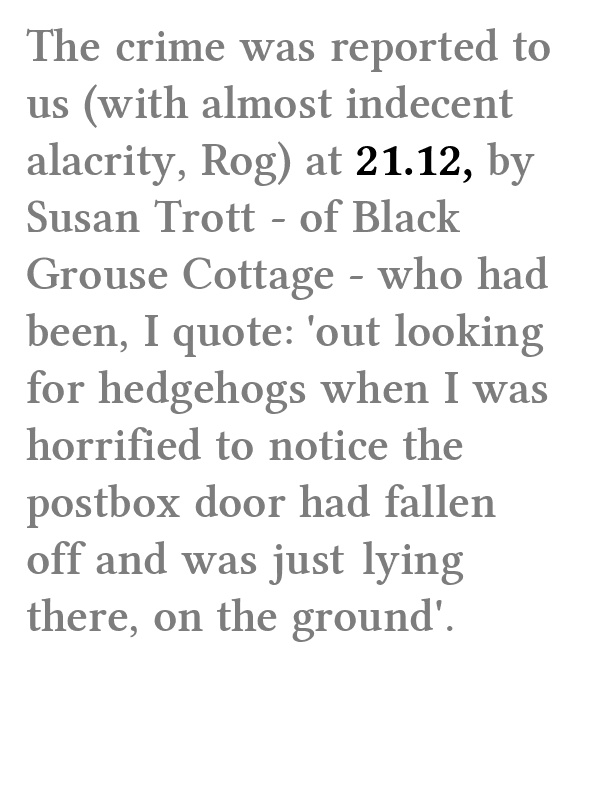 The crime was reported to
us (with almost indecent
alacrity, Rog) at 21.12, by
Susan Trott - of Black
Grouse Cottage - who had
been, I quote: 'out looking
for hedgehogs when I was
horrified to notice the
postbox door had fallen
off and was just lying
there, on the ground'.